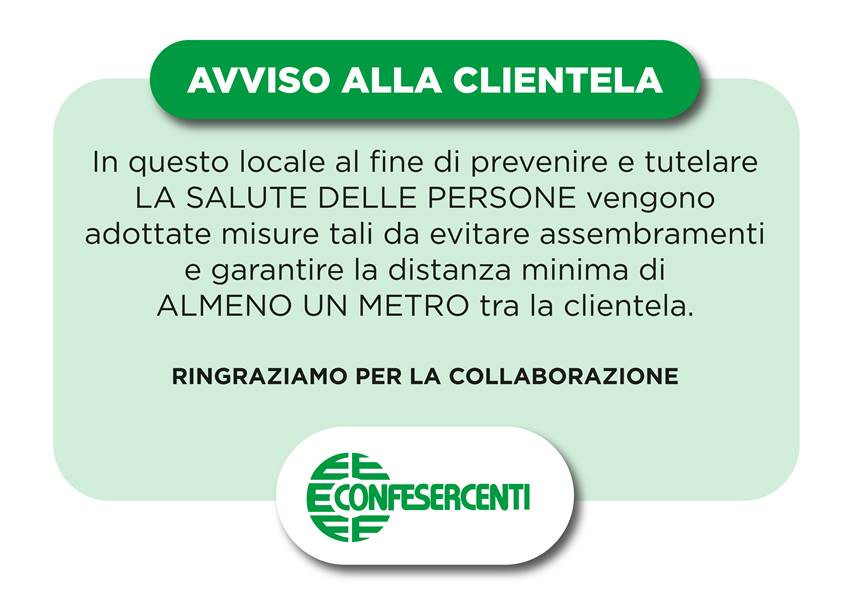 AVVISO ALLA CLIENTELA
In questo locale al fine di prevenire e tutelare
LA SALUTE DELLE PERSONE vengono
adottate misure tali da evitare assembramenti
e garantire la distanza minima di
ALMENO UN METRO tra la clientela.
RINGRAZIAMO PER LA COLLABORAZIONE
CONFESERCENTI